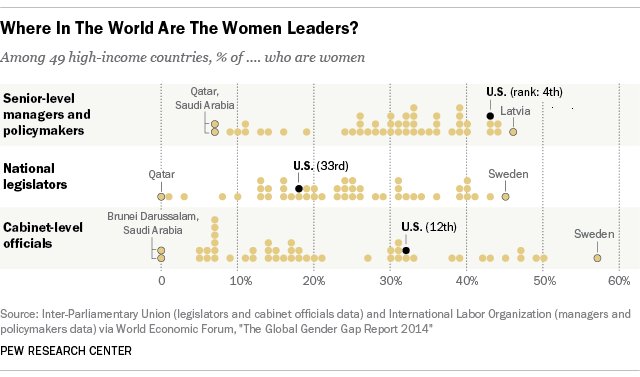 Where In The World Are The Women Leaders?
Among 49 high-income countries, % of .... who are women
Senior-level
managers and
policymakers
Qatar,
Saudi Arabia
U.S. (rank: 4th)
Latvia
National
legislators
Qatar
U.S. (33rd)
Sweden
Cabinet-level
officials
Brunei Darussalam,
Saudi Arabia
U.S. (12th)
Sweden
0 10% 20% 30% 40% 50% 60%
Source: Inter-Parliamentary Union (legislators and cabinet officials data) and International Labor Organization (managers and
policymakers data) via World Economic Forum, "The Global Gender Gap Report 2014"
PEW RESEARCH CENTER